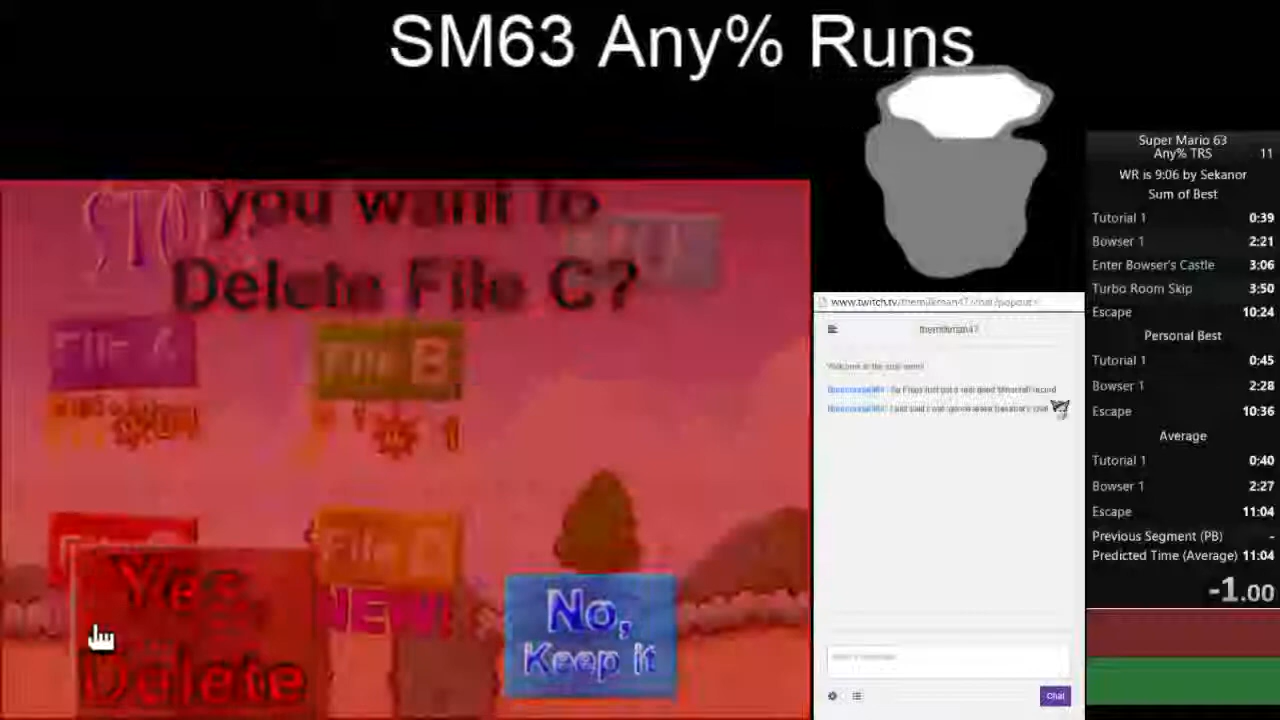 SM63 Any% Runs
you want to
Delete File C?
File A
File B
File
NEW!
Yes,
Delete
No,
Keep it
themilkman47
Chat
Super Mario 63
Any% TRS 11
WR is 9:06 by Sekanor
Sum of Best
Tutorial 1 0:39
Bowser 1 2:21
Enter Bowser's Castle 3:06
Turbo Room Skip 3:50
Escape 10:24
Personal Best
Tutorial 1 0:45
Bowser 1 2:28
Escape 10:36
Average
Tutorial 1 0:40
Bowser 1 2:27
Escape 11:04
Previous Segment (PB) -
Predicted Time (Average) 11:04
-1.00